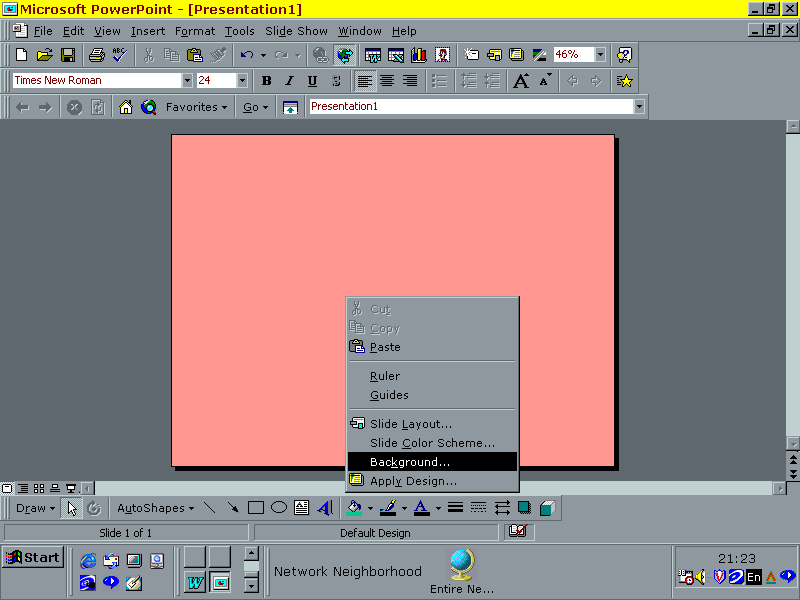 Microsoft PowerPoint - [Presentation1]
File Edit View Insert Format Tools Slide Show Window Help
46%
Times New Roman 24 B I U S A A
Favorites Go Presentation1
Cut
Copy
Paste
Ruler
Guides
Slide Layout...
Slide Color Scheme...
Background...
Apply Design...
Draw AutoShapes A A
Slide 1 of 1 Default Design
Start
W
Network Neighborhood
Entire Ne...
21:23
En